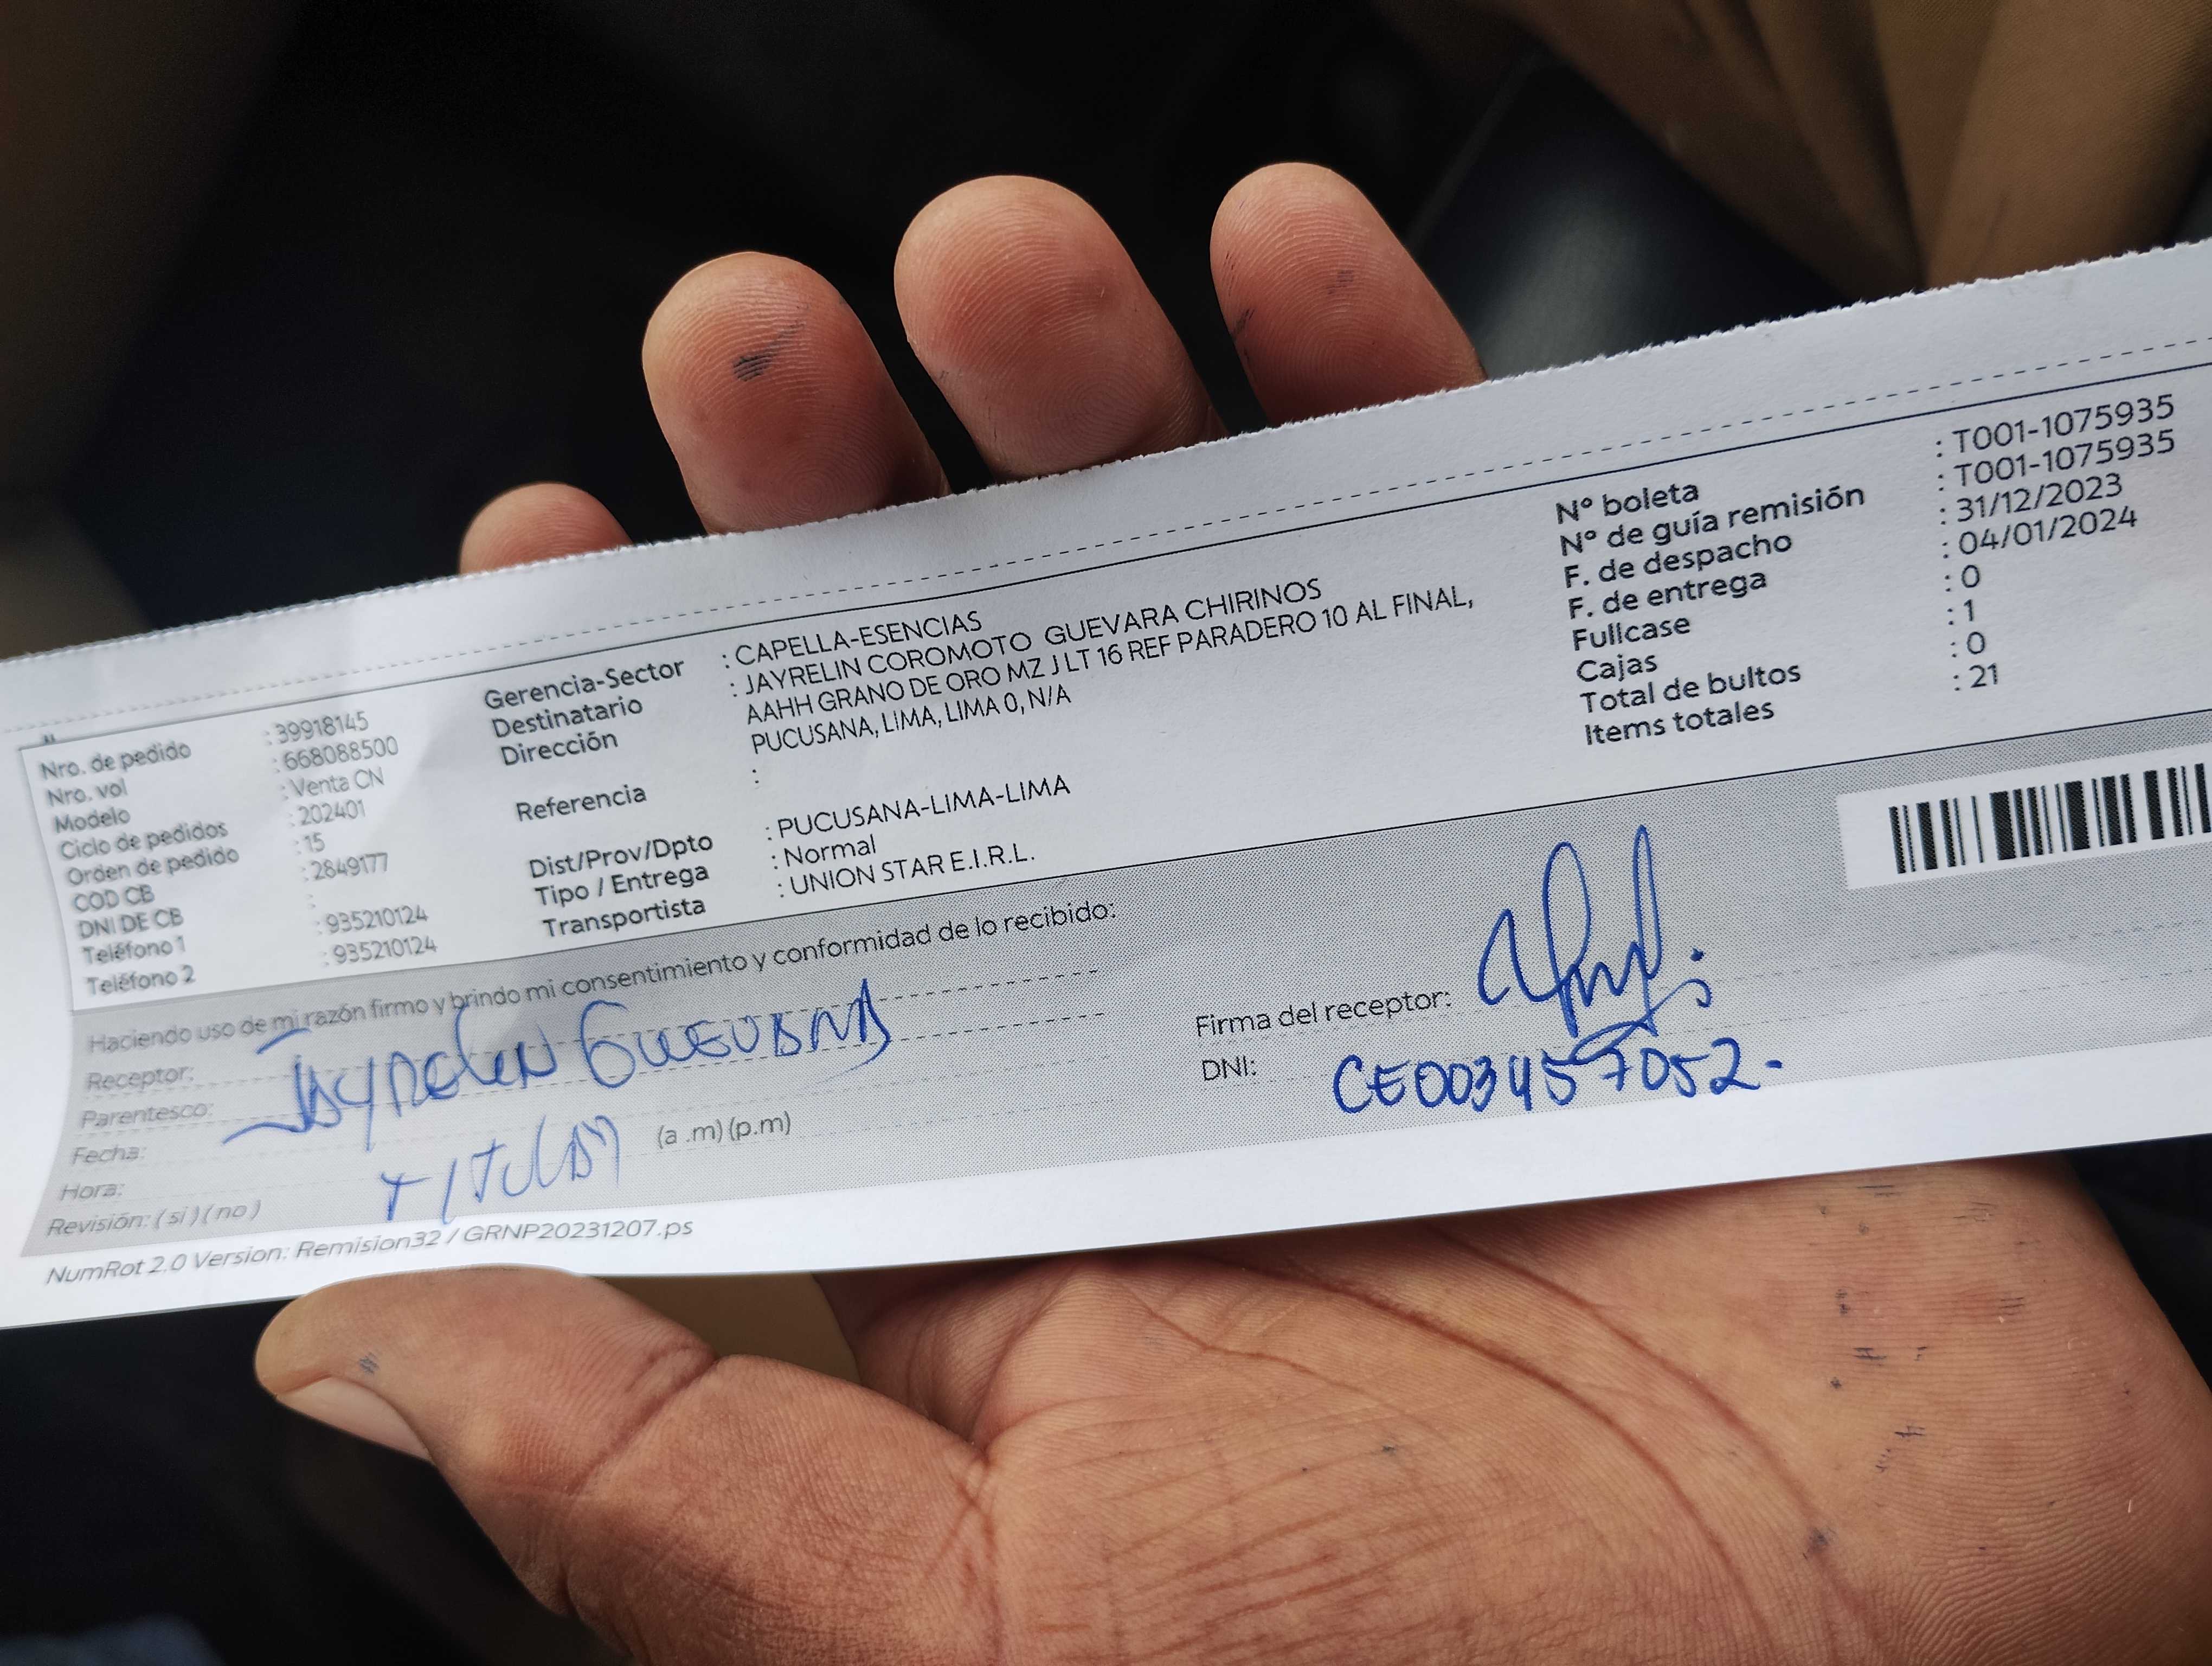 Nro. de pedido : 39918145
Nro. vol : 668088500
Modelo : Venta CN
Ciclo de pedidos : 202401
Orden de pedido : 15
COD CB : 2849177
DNI DE CB :
Teléfono 1 : 935210124
Teléfono 2 : 935210124
Gerencia-Sector : CAPELLA-ESENCIAS
Destinatario : JAYRELIN COROMOTO GUEVARA CHIRINOS
Dirección AAHH GRANO DE ORO MZ J LT 16 REF PARADERO 10 AL FINAL,
PUCUSANA, LIMA, LIMA 0, N/A
Referencia :
Dist/Prov/Dpto : PUCUSANA-LIMA-LIMA
Tipo / Entrega : Normal
Transportista : UNION STAR E.I.R.L.
N° boleta : T001-1075935
N° de guía remisión : T001-1075935
F. de despacho : 31/12/2023
F. de entrega : 04/01/2024
Fullcase : 0
Cajas : 1
Total de bultos : 0
Items totales : 21
Haciendo uso de mi razón firmo y brindo mi consentimiento y conformidad de lo recibido:
Receptor: Jayrelin Guevara
Parentesco: TITULAR
Fecha:
Hora: (a .m) (p.m)
Revisión: ( si ) ( no )
Firma del receptor:
DNI: CE003457052.
NumRot 2.0 Version: Remision32 / GRNP20231207.ps